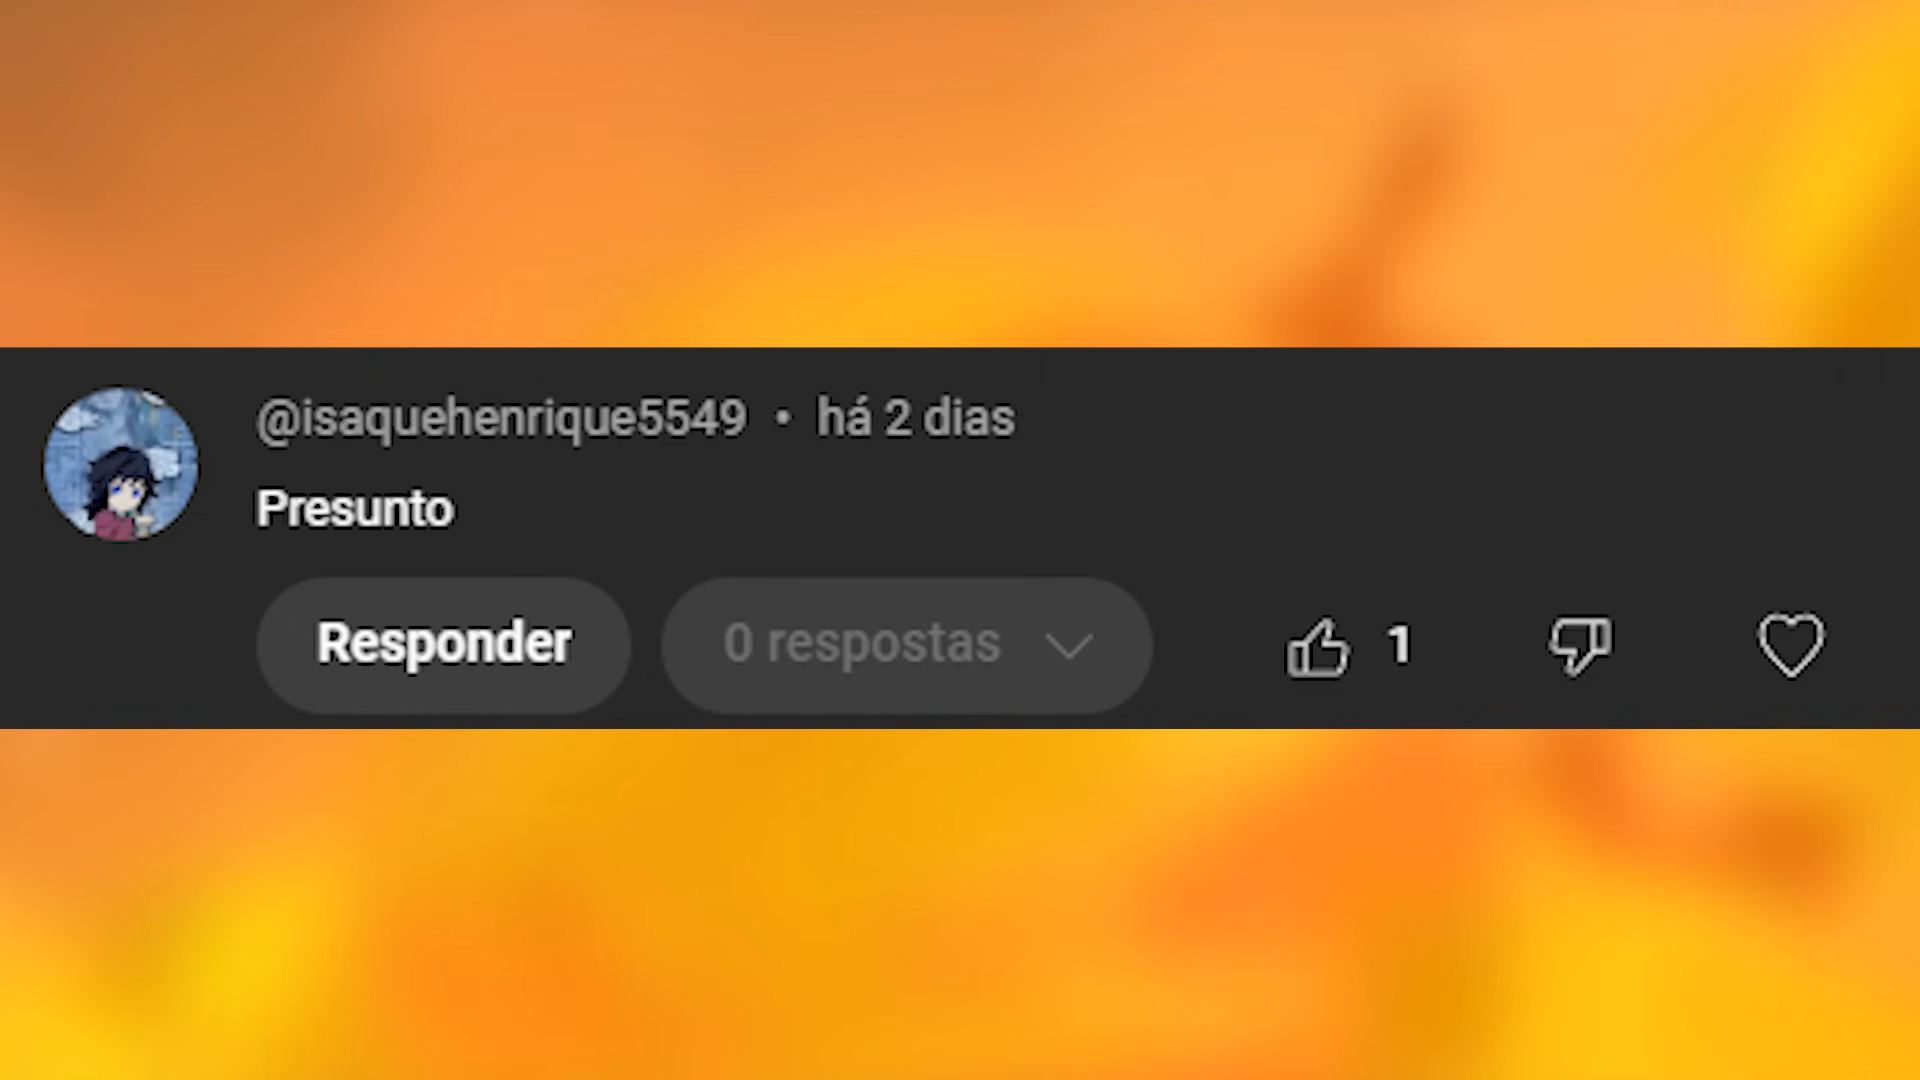 @isaquehenrique5549 • há 2 dias
Presunto
Responder 0 respostas 1